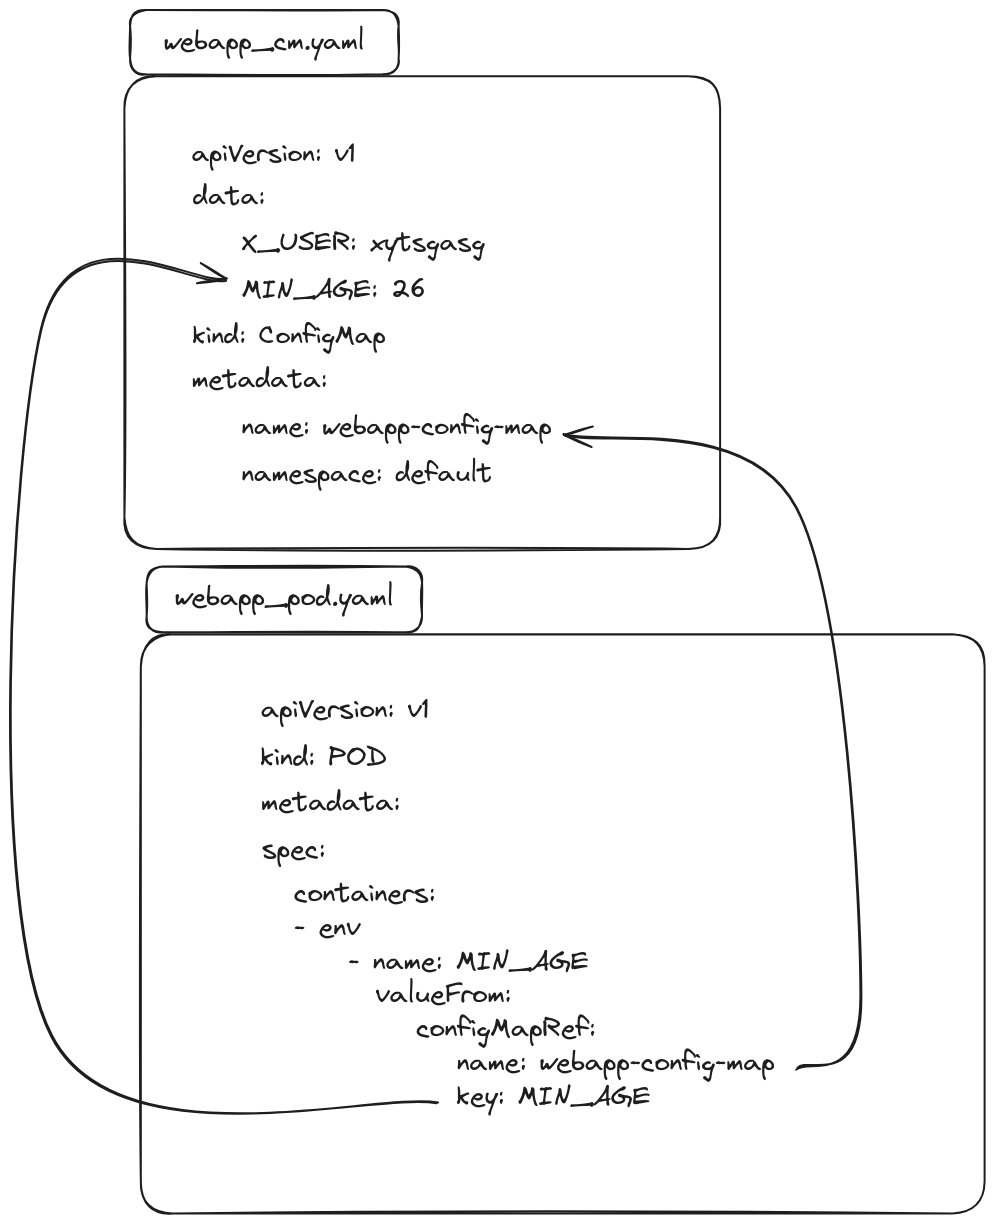 webapp_cm.yaml
apiVersion: v1
data:
X_USER: xytsgasg
MIN_AGE: 26
kind: ConfigMap
metadata:
name: webapp-config-map
namespace: default
webapp_pod.yaml
apiVersion: v1
kind: POD
metadata:
spec:
containers:
- env
- name: MIN_AGE
valueFrom:
configMapRef:
name: webapp-config-map
key: MIN_AGE